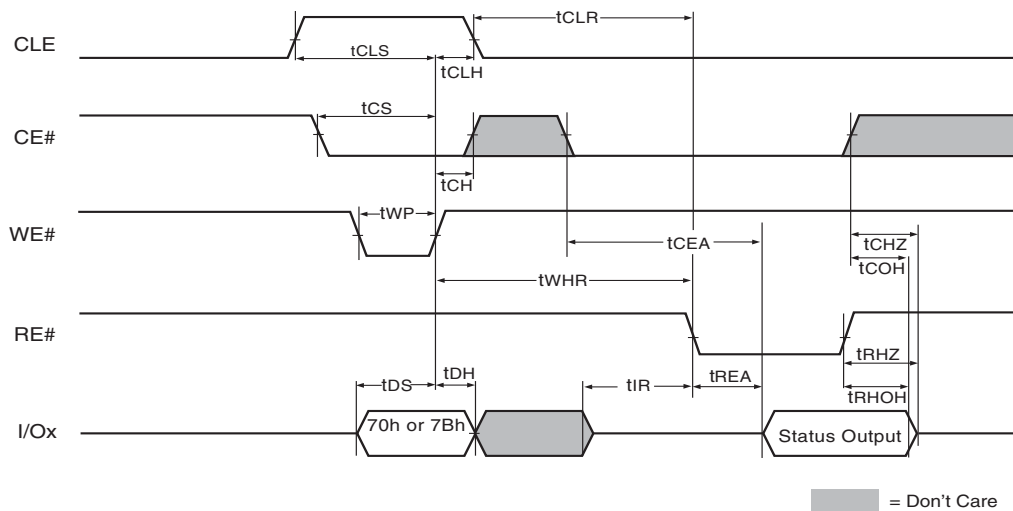 tCLR
CLE
tCLS
tCLH
tCS
CE#
tCH
tWP
WE#
tCEA
tCHZ
tCOH
tWHR
RE#
tDH
tRHZ
tDS
tIR
tREA
tRHOH
70h or 7Bh
I/Ox
Status Output
= Don't Care